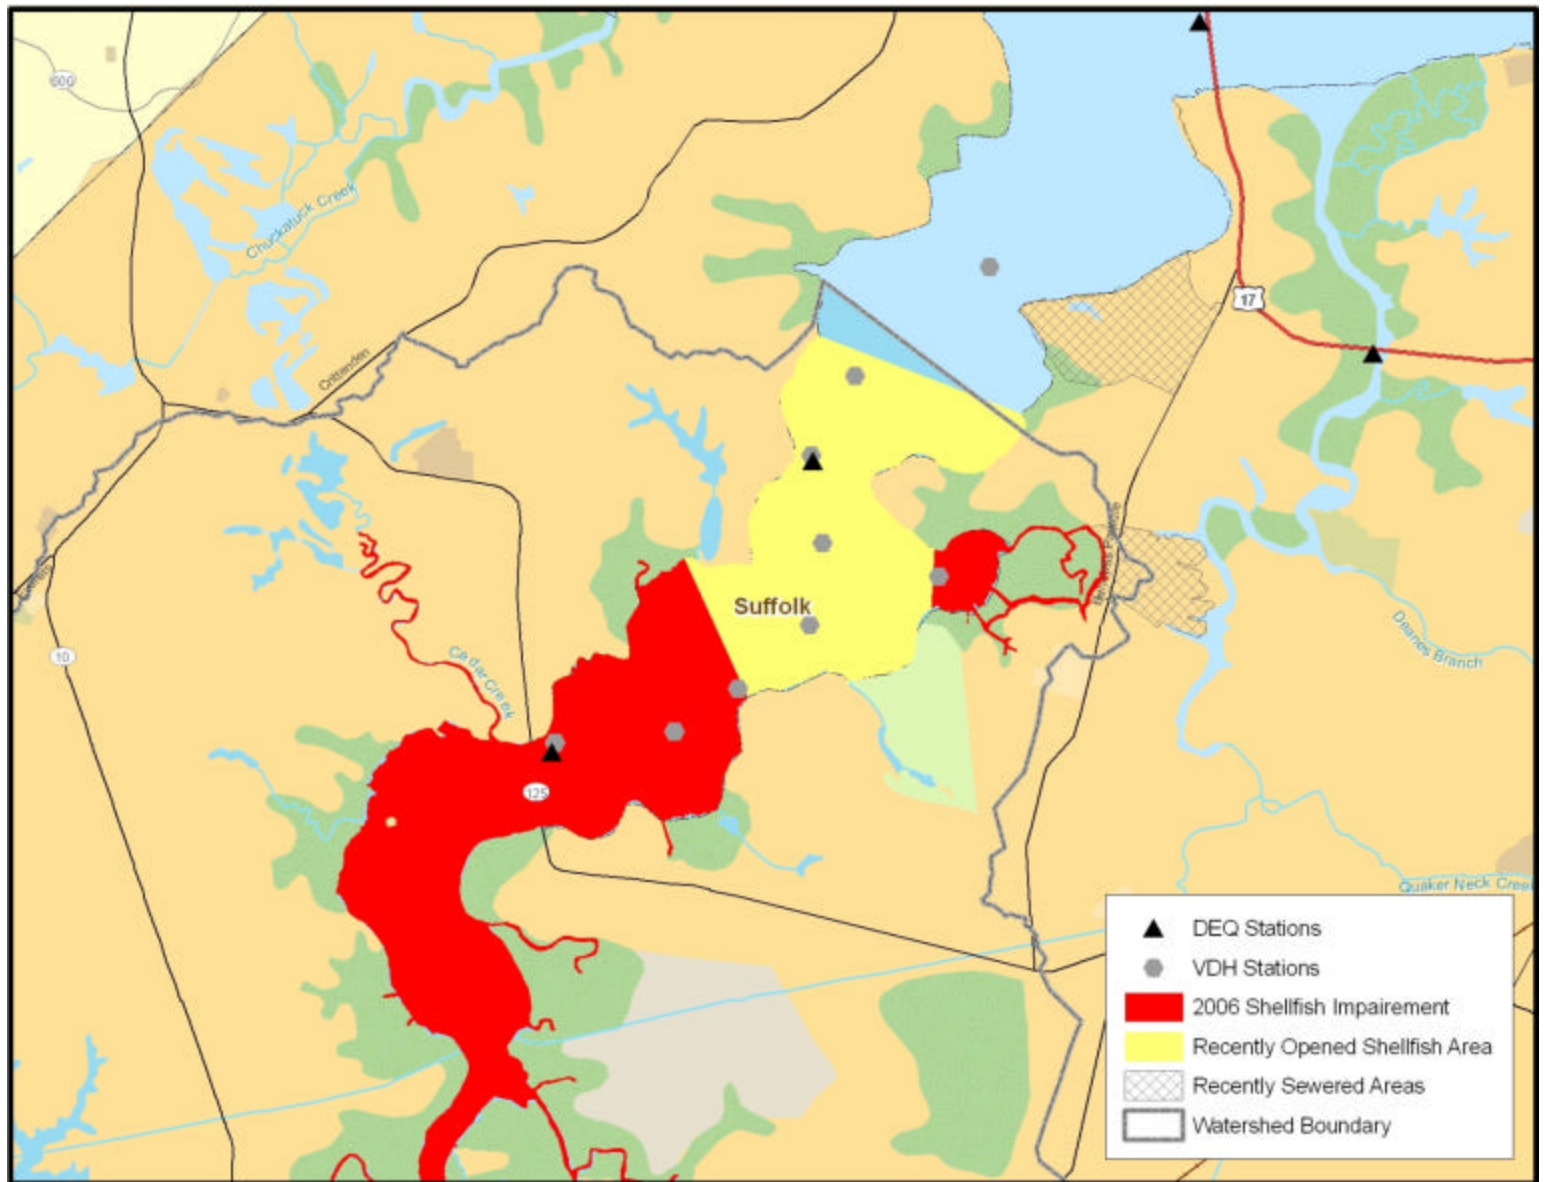 600
Chuckatuck Creek
17
Crittenden
10
Cedar Creek
Suffolk
125
Deanes Branch
Quaker Neck Creek
DEQ Stations
VDH Stations
2006 Shellfish Impairement
Recently Opened Shellfish Area
Recently Sewered Areas
Watershed Boundary